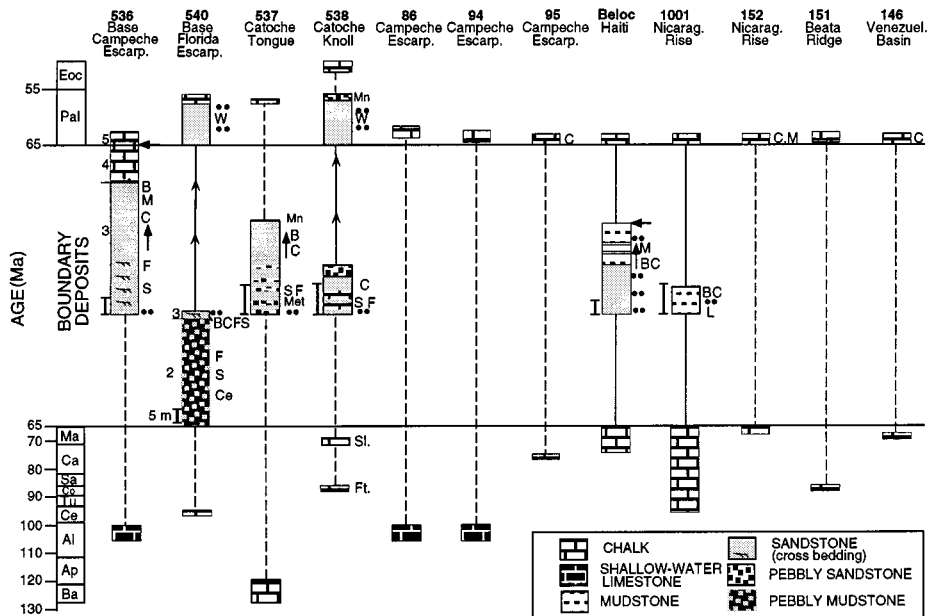 536 540 537 538 86 94 95 Beloc 1001 152 151 146
Base Base Catoche Catoche Campeche Campeche Campeche Haiti Nicarag. Nicarag. Beata Venezuel.
Campeche Florida Tongue Knoll Escarp. Escarp. Escarp. Rise Rise Ridge Basin
Escarp. Escarp.
Eoc
55
Mn
Pal W W
5
65 C C.M C
4
B
M
C Mn
3 B M
C BC
F C
S S F S F BC
Met L
3 BCFS
AGE(Ma)
BOUNDARY
DEPOSITS
F
2 S
Ce
5 m
65
Ma
70 Sl.
Ca
80
Sa
Co Ft.
90
Tu
Ce
100
Al
110
Ap
120
Ba
130
CHALK SANDSTONE
(cross bedding)
SHALLOW-WATER
LIMESTONE PEBBLY SANDSTONE
MUDSTONE PEBBLY MUDSTONE